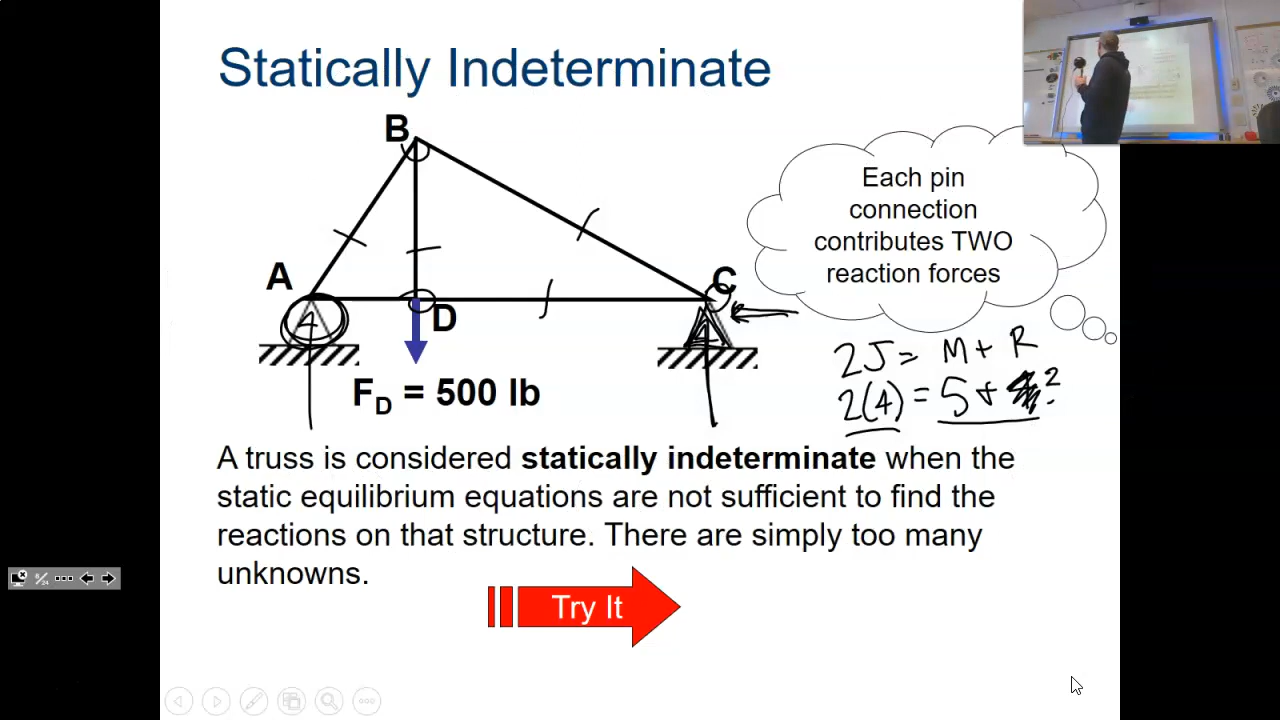 Statically Indeterminate
B
Each pin
connection
contributes TWO
reaction forces
A
C
D
F_D = 500 lb
2J = M + R
2(4) = 5 +
A truss is considered statically indeterminate when the
static equilibrium equations are not sufficient to find the
reactions on that structure. There are simply too many
unknowns.
Try It